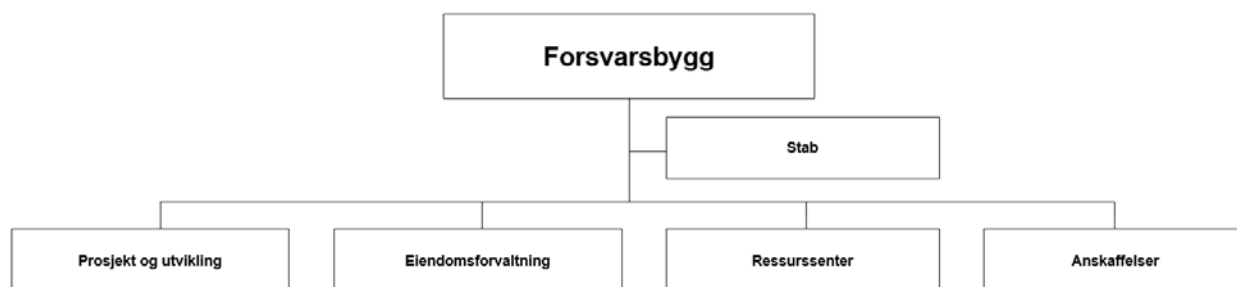 Forsvarsbygg
Stab
Prosjekt og utvikling
Eiendomsforvaltning
Ressurssenter
Anskaffelser